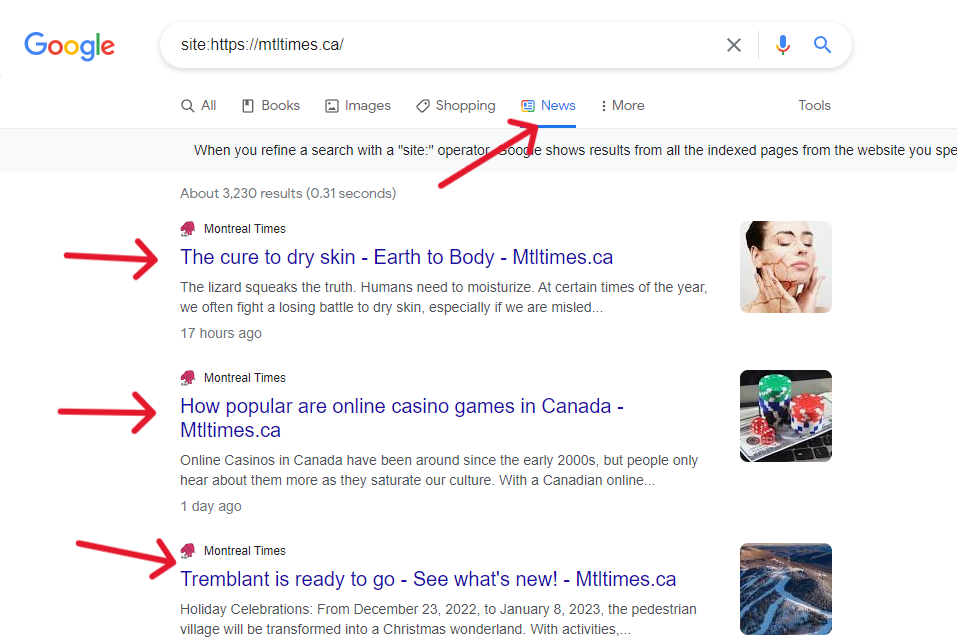 Google
site:https://mtltimes.ca/
All Books Images Shopping News More Tools
When you refine a search with a "site:" operator, Google shows results from all the indexed pages from the website you spe
About 3,230 results (0.31 seconds)
Montreal Times
The cure to dry skin - Earth to Body - Mtltimes.ca
The lizard squeaks the truth. Humans need to moisturize. At certain times of the year,
we often fight a losing battle to dry skin, especially if we are misled...
17 hours ago
Montreal Times
How popular are online casino games in Canada -
Mtltimes.ca
Online Casinos in Canada have been around since the early 2000s, but people only
hear about them more as they saturate our culture. With a Canadian online...
1 day ago
Montreal Times
Tremblant is ready to go - See what's new! - Mtltimes.ca
Holiday Celebrations: From December 23, 2022, to January 8, 2023, the pedestrian
village will be transformed into a Christmas wonderland. With activities,...